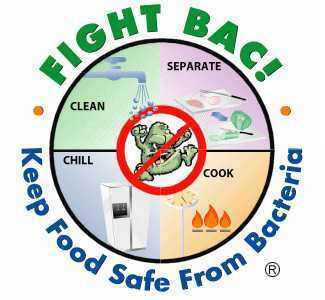 FIGHT BAC!
CLEAN
SEPARATE
CHILL
COOK
Keep Food Safe From Bacteria
®